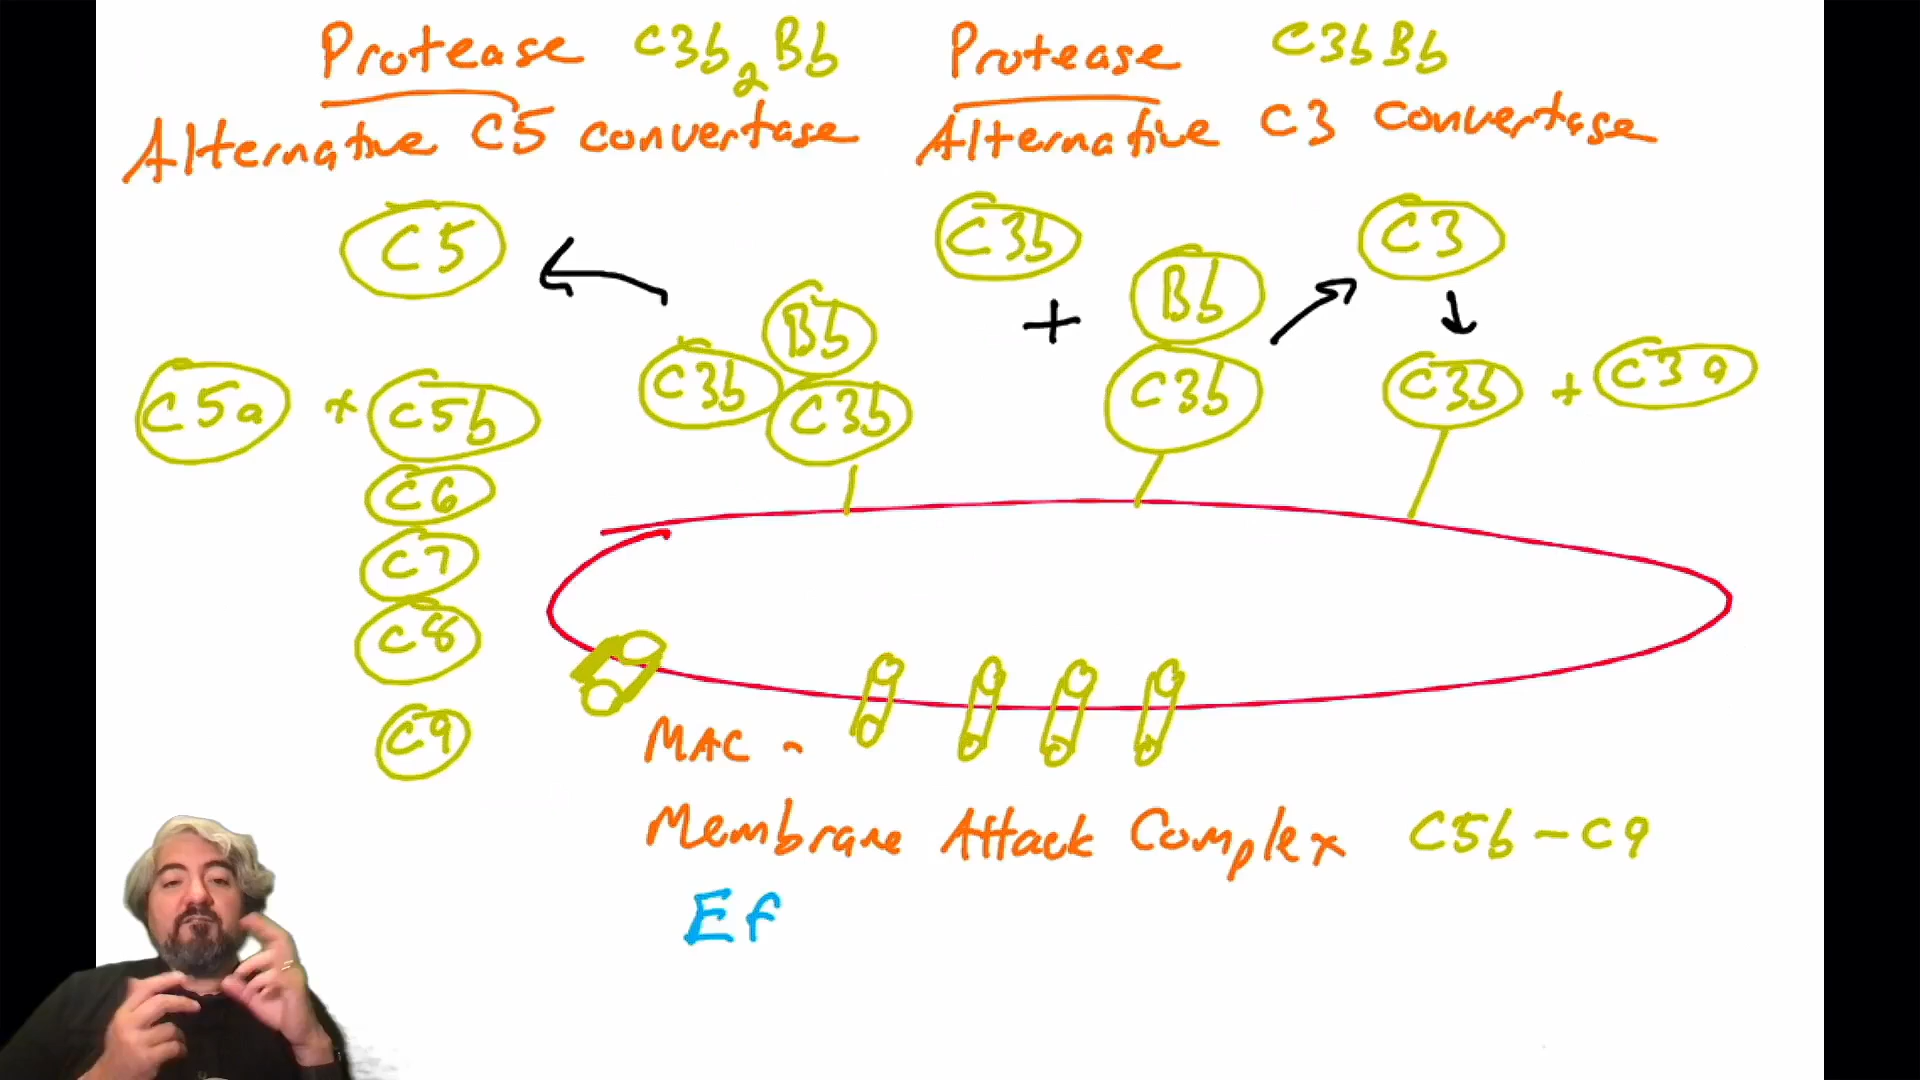 Protease C3b2Bb
Alternative C5 convertase
Protease C3bBb
Alternative C3 convertase
C5
C5a + C5b
C6
C7
C8
C9
Bb
C3b
C3b
C3b
+
Bb
C3b
C3
C3b + C3a
MAC -
Membrane Attack Complex C5b-C9
Ef